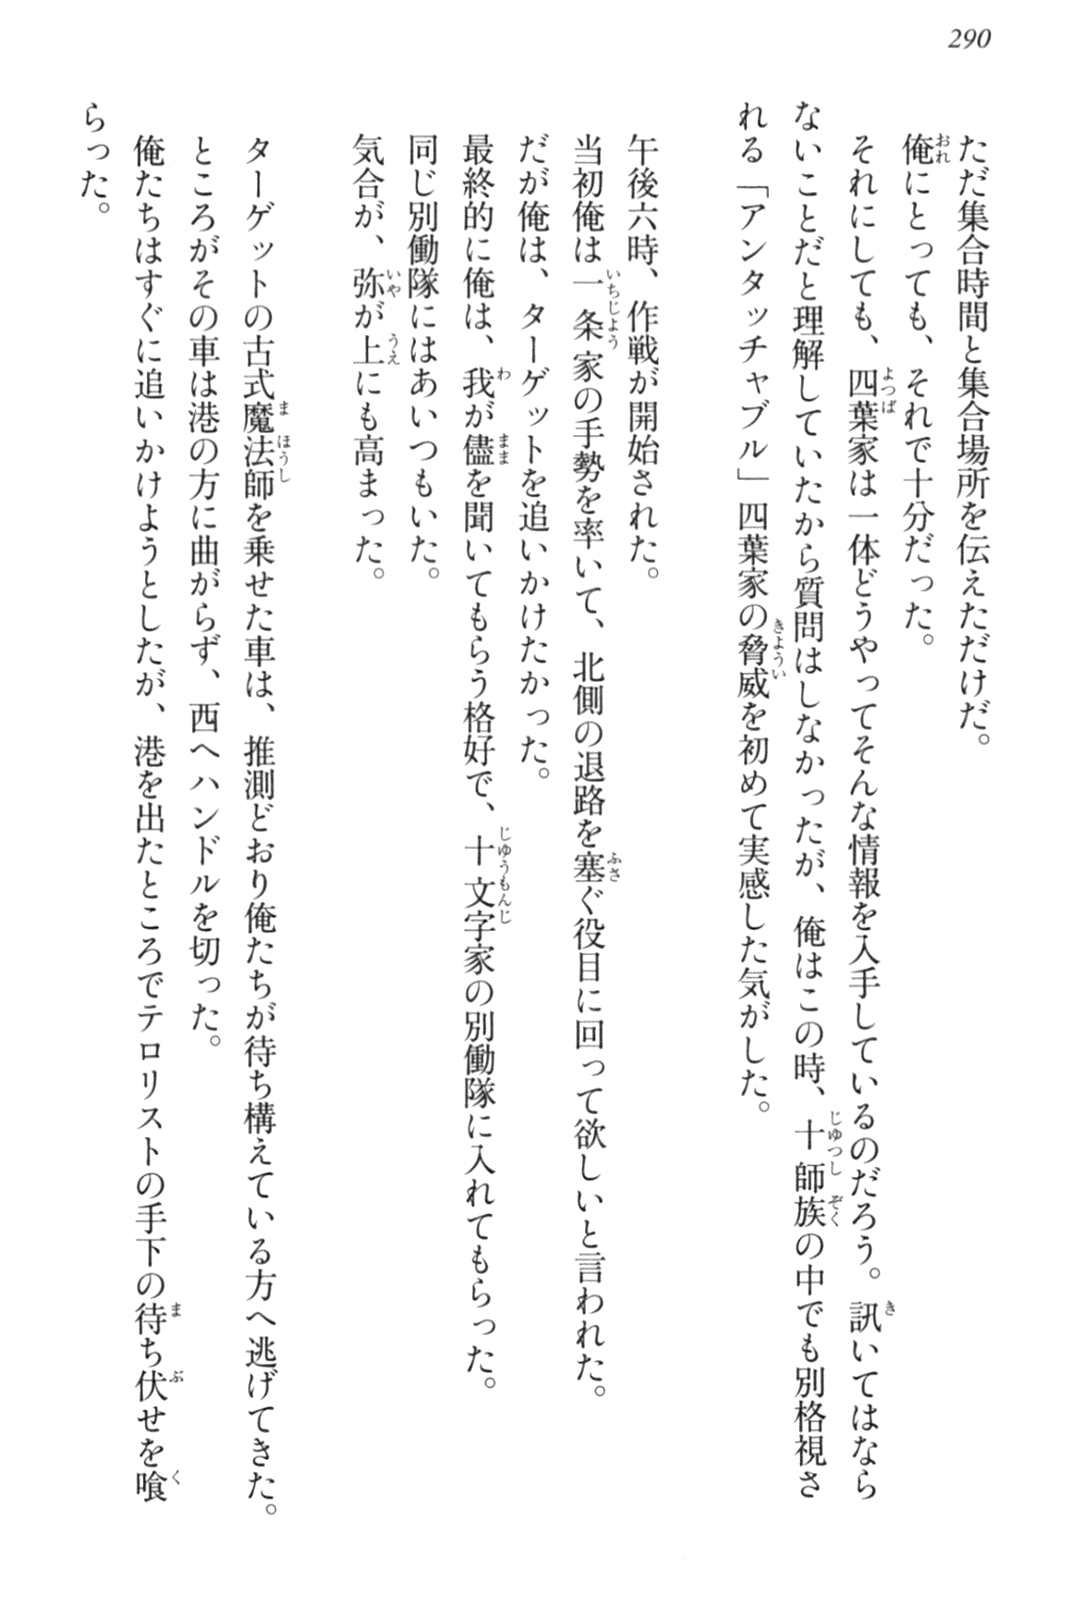 290
ただ集合時間と集合場所を伝えただけだ。
俺にとっても、それで十分だった。
それにしても、四葉家は一体どうやってそんな情報を入手しているのだろう。訊いてはなら
ないことだと理解していたから質問はしなかったが、俺はこの時、十師族の中でも別格視さ
れる「アンタッチャブル」四葉家の脅威を初めて実感した気がした。
午後六時、作戦が開始された。
当初俺は一条家の手勢を率いて、北側の退路を塞ぐ役目に回って欲しいと言われた。
だが俺は、ターゲットを追いかけたかった。
最終的に俺は、我が儘を聞いてもらう格好で、十文字家の別働隊に入れてもらった。
同じ別働隊にはあいつもいた。
気合が、弥が上にも高まった。
ターゲットの古式魔法師を乗せた車は、推測どおり俺たちが待ち構えている方へ逃げてきた。
ところがその車は港の方に曲がらず、西へハンドルを切った。
俺たちはすぐに追いかけようとしたが、港を出たところでテロリストの手下の待ち伏せを喰
らった。